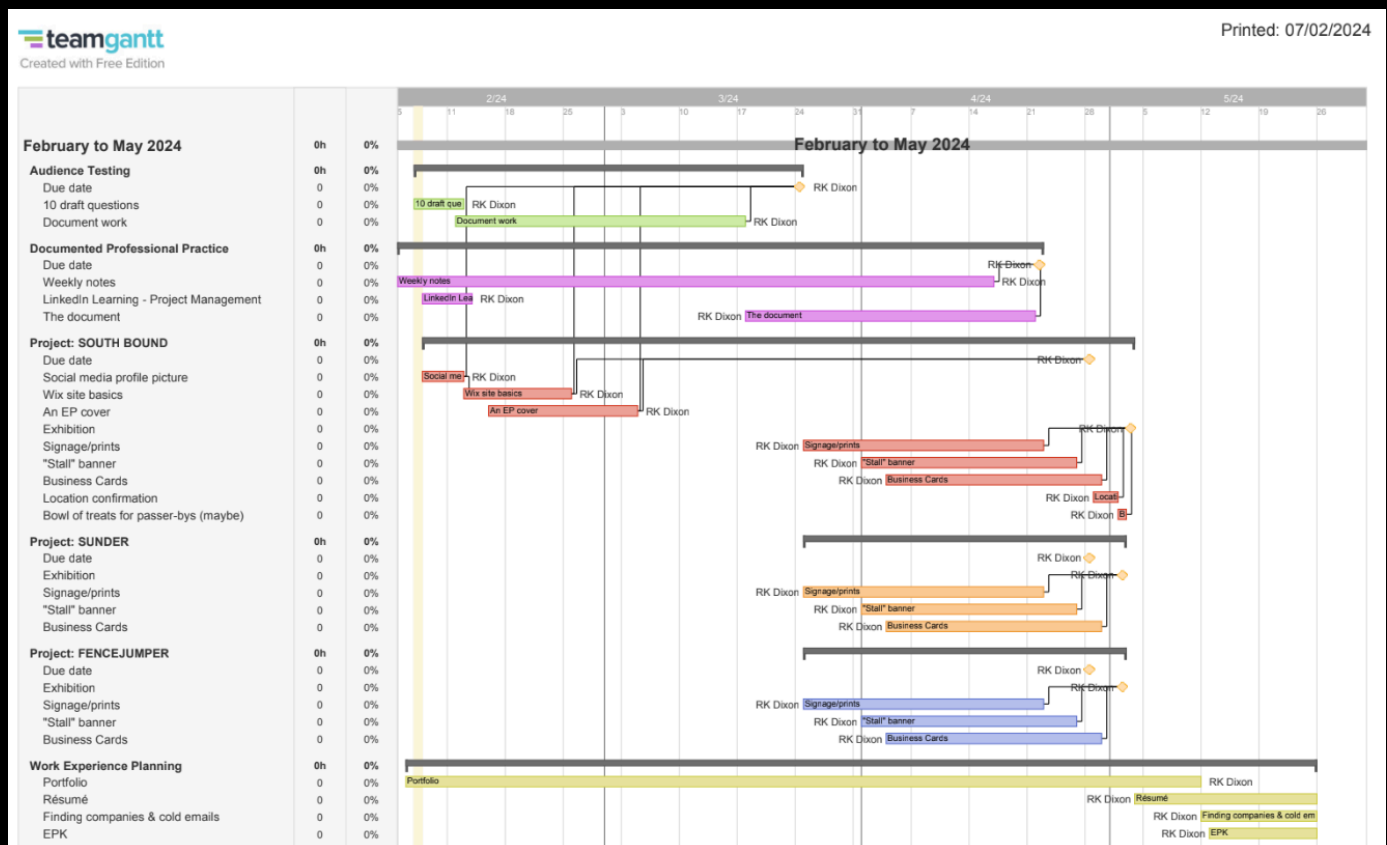 teamgantt
Created with Free Edition
Printed: 07/02/2024
2/24 3/24 4/24 5/24
5 11 18 25 3 10 17 24 31 7 14 21 28 5 12 19 26
February to May 2024 0h 0% February to May 2024
Audience Testing 0h 0%
Due date 0 0% RK Dixon
10 draft questions 0 0% 10 draft que RK Dixon
Document work 0 0% Document work RK Dixon
Documented Professional Practice 0h 0%
Due date 0 0% RK Dixon
Weekly notes 0 0% Weekly notes RK Dixon
LinkedIn Learning - Project Management 0 0% LinkedIn Lea RK Dixon
The document 0 0% RK Dixon The document
Project: SOUTH BOUND 0h 0%
Due date 0 0% RK Dixon
Social media profile picture 0 0% Social me RK Dixon
Wix site basics 0 0% Wix site basics RK Dixon
An EP cover 0 0% An EP cover RK Dixon
Exhibition 0 0% RK Dixon
Signage/prints 0 0% RK Dixon Signage/prints
"Stall" banner 0 0% RK Dixon "Stall" banner
Business Cards 0 0% RK Dixon Business Cards
Location confirmation 0 0% RK Dixon Locati
Bowl of treats for passer-bys (maybe) 0 0% RK Dixon B
Project: SUNDER 0h 0%
Due date 0 0% RK Dixon
Exhibition 0 0% RK Dixon
Signage/prints 0 0% RK Dixon Signage/prints
"Stall" banner 0 0% RK Dixon "Stall" banner
Business Cards 0 0% RK Dixon Business Cards
Project: FENCEJUMPER 0h 0%
Due date 0 0% RK Dixon
Exhibition 0 0% RK Dixon
Signage/prints 0 0% RK Dixon Signage/prints
"Stall" banner 0 0% RK Dixon "Stall" banner
Business Cards 0 0% RK Dixon Business Cards
Work Experience Planning 0h 0%
Portfolio 0 0% Portfolio RK Dixon
Résumé 0 0% RK Dixon Résumé
Finding companies & cold emails 0 0% RK Dixon Finding companies & cold em
EPK 0 0% RK Dixon EPK